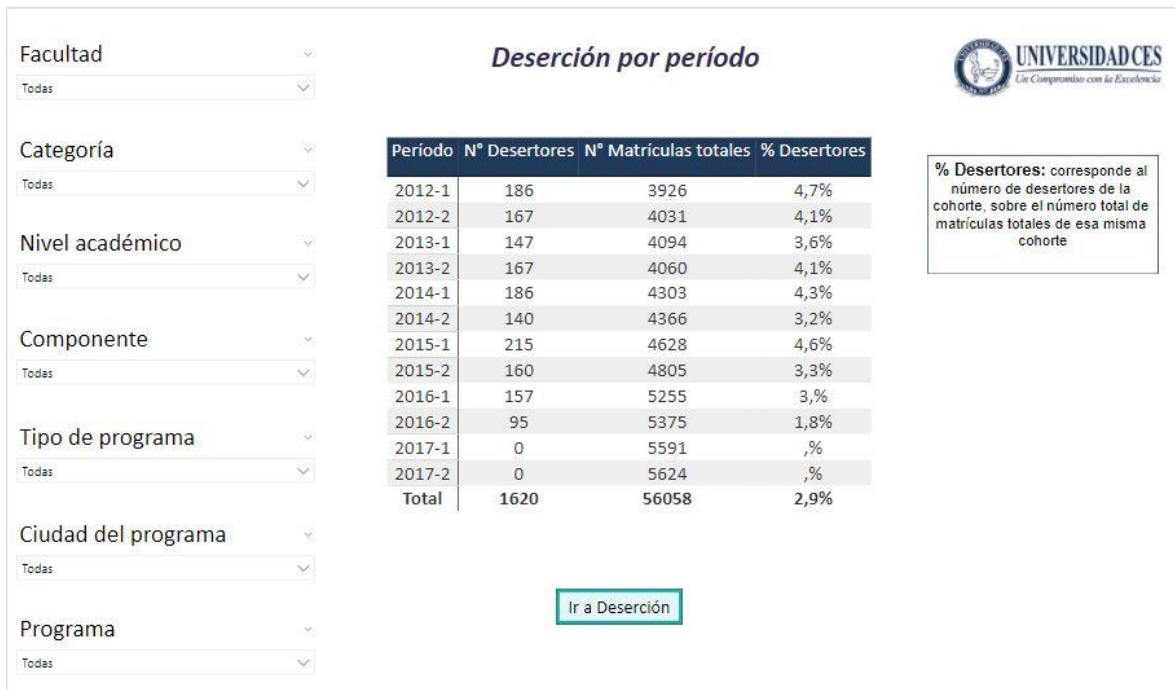 Facultad
Todas
Categoría
Todas
Nivel académico
Todas
Componente
Todas
Tipo de programa
Todas
Ciudad del programa
Todas
Programa
Todas
Deserción por período
Período N° Desertores N° Matrículas totales % Desertores
2012-1 186 3926 4,7%
2012-2 167 4031 4,1%
2013-1 147 4094 3,6%
2013-2 167 4060 4,1%
2014-1 186 4303 4,3%
2014-2 140 4366 3,2%
2015-1 215 4628 4,6%
2015-2 160 4805 3,3%
2016-1 157 5255 3,%
2016-2 95 5375 1,8%
2017-1 0 5591 ,%
2017-2 0 5624 ,%
Total 1620 56058 2,9%
Ir a Deserción
UNIVERSIDAD CES
Un Compromiso con la Excelencia
% Desertores: corresponde al
número de desertores de la
cohorte, sobre el número total de
matrículas totales de esa misma
cohorte